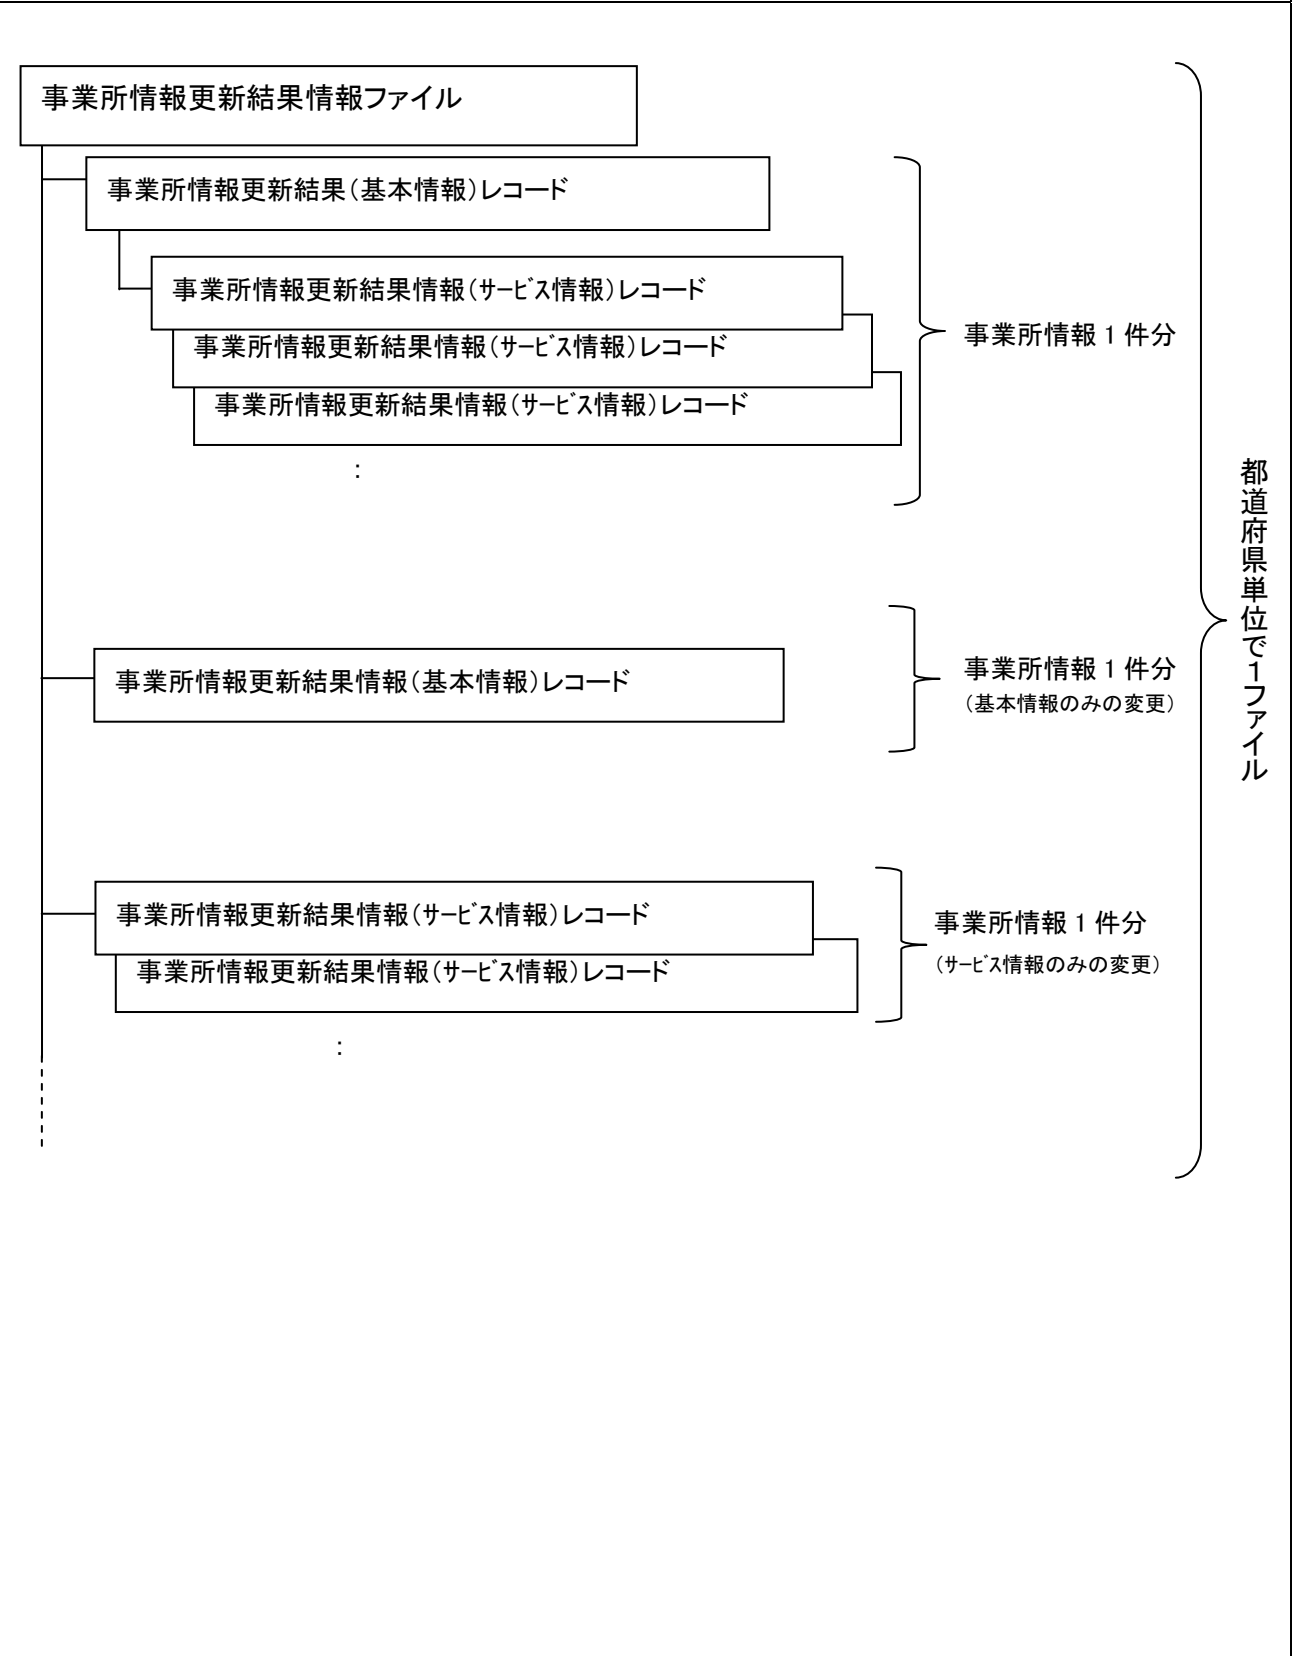 事業所情報更新結果情報ファイル
事業所情報更新結果（基本情報）レコード
事業所情報更新結果情報（ｻｰﾋﾞｽ情報）レコード
事業所情報更新結果情報（ｻｰﾋﾞｽ情報）レコード
事業所情報更新結果情報（ｻｰﾋﾞｽ情報）レコード
：
事業所情報 1 件分
事業所情報更新結果情報（基本情報）レコード
事業所情報 1 件分
（基本情報のみの変更）
事業所情報更新結果情報（ｻｰﾋﾞｽ情報）レコード
事業所情報更新結果情報（ｻｰﾋﾞｽ情報）レコード
：
事業所情報 1 件分
（ｻｰﾋﾞｽ情報のみの変更）
都道府県単位で１ファイル